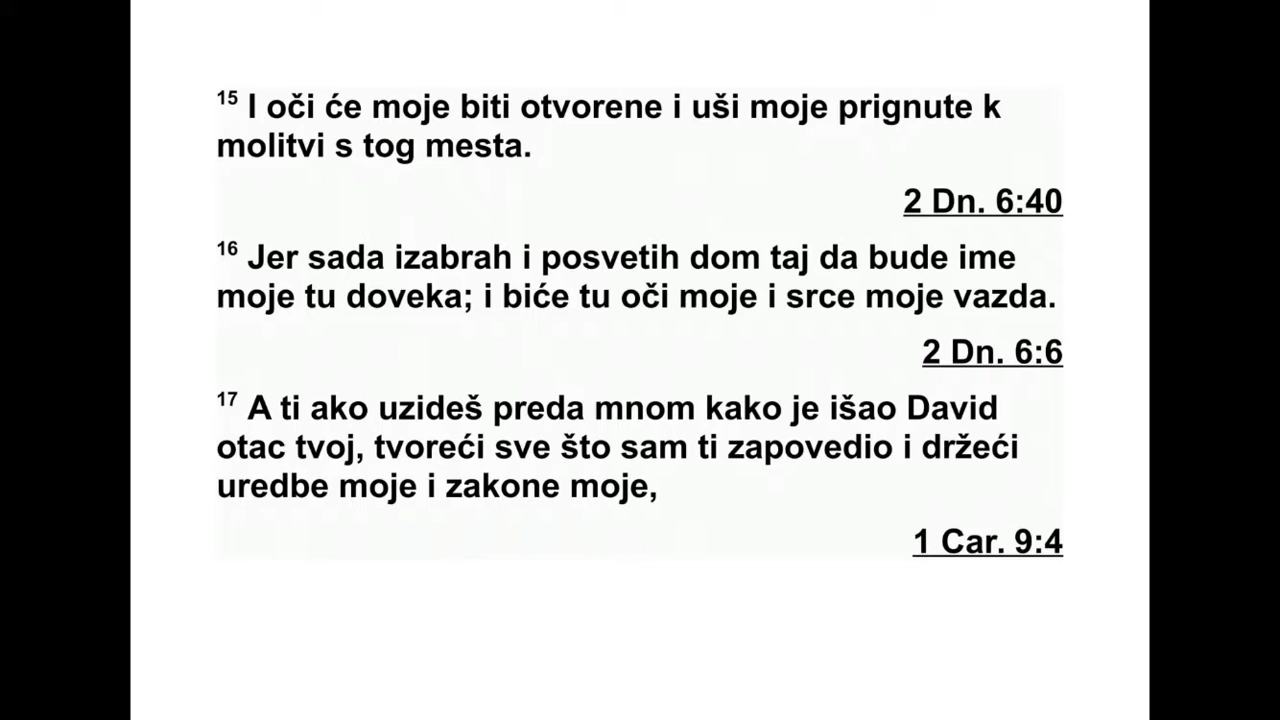 15 I oči će moje biti otvorene i uši moje prignute k
molitvi s tog mesta.
2 Dn. 6:40
16 Jer sada izabrah i posvetih dom taj da bude ime
moje tu doveka; i biće tu oči moje i srce moje vazda.
2 Dn. 6:6
17 A ti ako uzideš preda mnom kako je išao David
otac tvoj, tvoreći sve što sam ti zapovedio i držeći
uredbe moje i zakone moje,
1 Car. 9:4